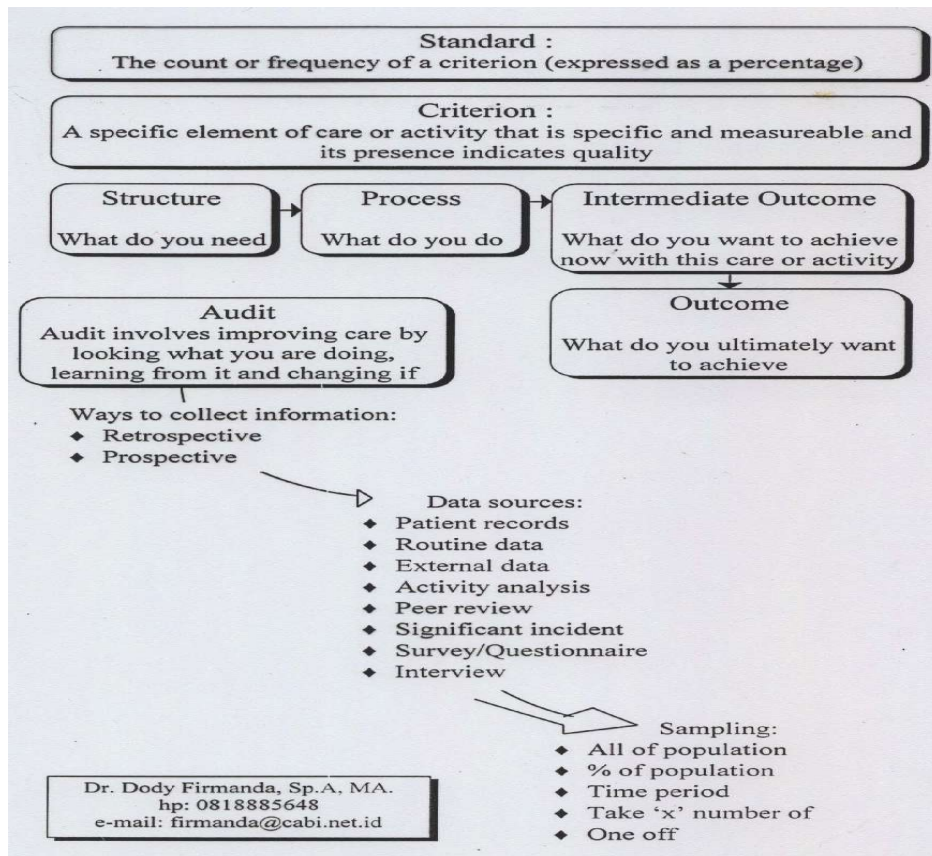 Standard :
The count or frequency of a criterion (expressed as a percentage)
Criterion :
A specific element of care or activity that is specific and measureable and
its presence indicates quality
Structure
What do you need
Process
What do you do
Intermediate Outcome
What do you want to achieve
now with this care or activity
Outcome
What do you ultimately want
to achieve
Audit
Audit involves improving care by
looking what you are doing,
learning from it and changing if
Ways to collect information:
◆ Retrospective
◆ Prospective
Data sources:
◆ Patient records
◆ Routine data
◆ External data
◆ Activity analysis
◆ Peer review
◆ Significant incident
◆ Survey/Questionnaire
◆ Interview
Sampling:
◆ All of population
◆ % of population
◆ Time period
◆ Take ‘x’ number of
◆ One off
Dr. Dody Firmanda, Sp.A, MA.
hp: 0818885648
e-mail: firmanda@cabi.net.id